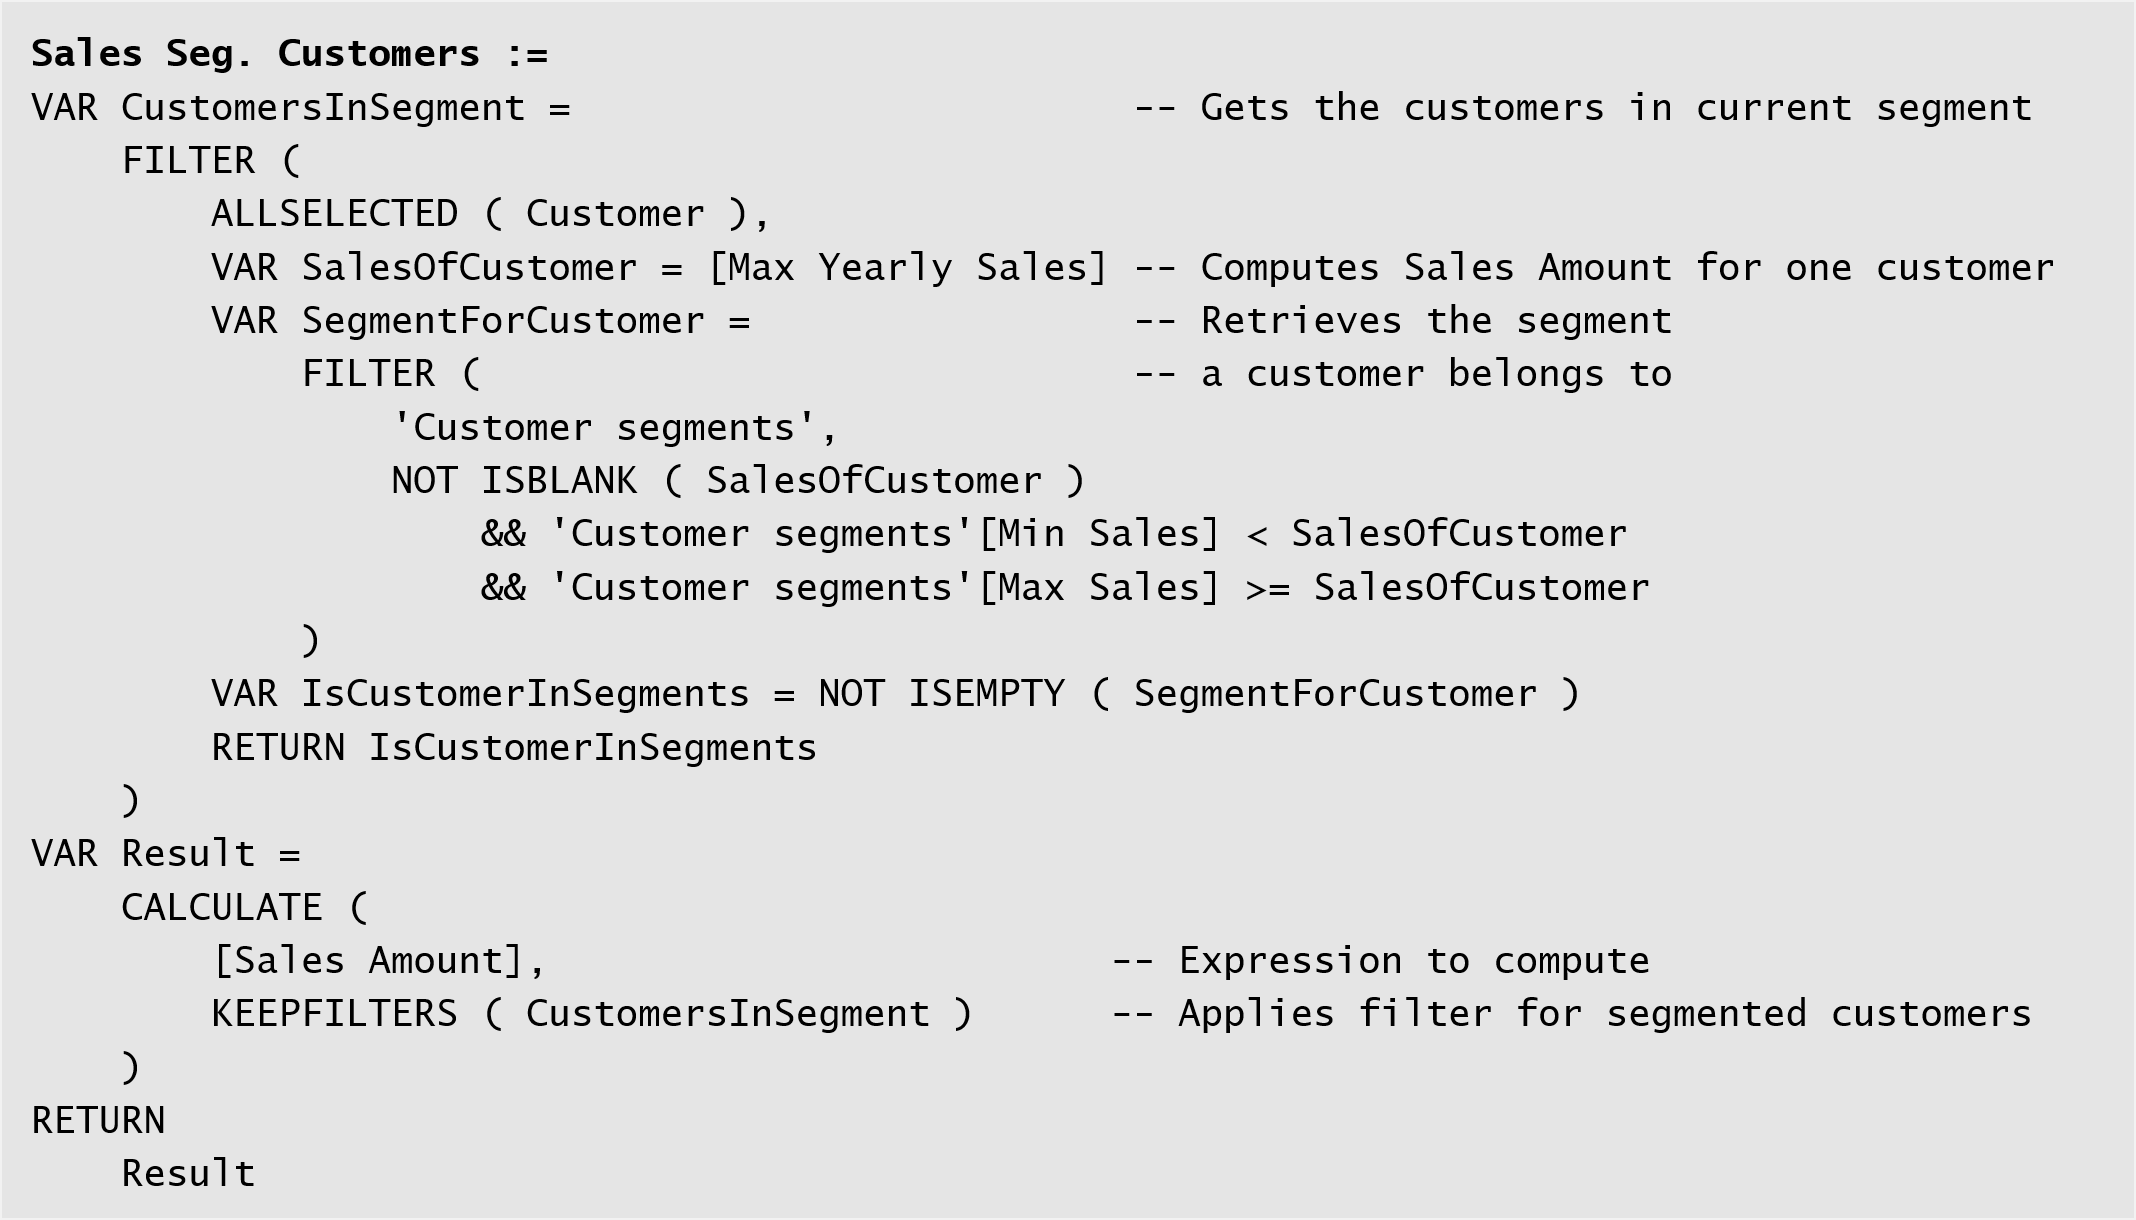 Sales Seg. Customers :=
VAR CustomersInSegment =                         -- Gets the customers in current segment
    FILTER (
        ALLSELECTED ( Customer ),
        VAR SalesOfCustomer = [Max Yearly Sales] -- Computes Sales Amount for one customer
        VAR SegmentForCustomer =                 -- Retrieves the segment
            FILTER (                             -- a customer belongs to
                'Customer segments',
                NOT ISBLANK ( SalesOfCustomer )
                    && 'Customer segments'[Min Sales] < SalesOfCustomer
                    && 'Customer segments'[Max Sales] >= SalesOfCustomer
            )
        VAR IsCustomerInSegments = NOT ISEMPTY ( SegmentForCustomer )
        RETURN IsCustomerInSegments
    )
VAR Result =
    CALCULATE (
        [Sales Amount],                         -- Expression to compute
        KEEPFILTERS ( CustomersInSegment )      -- Applies filter for segmented customers
    )
RETURN
    Result